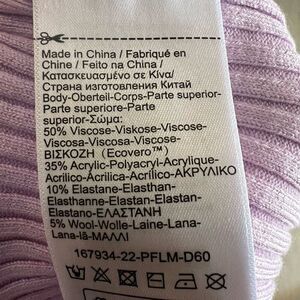 Made in China / Fabriqué en
Chine / Feito na China /
Κατασκευασμένο σε Κίνα/
Страна изготовления Китай
Body-Oberteil-Corps-Parte superior-
Parte superiore-Parte
superior-Σώμα:
50% Viscose-Viskose-Viscose-
Viscosa-Viscosa-Viscose-
ΒΙΣΚΟΖΗ (Ecovero™)
35% Acrylic-Polyacryl-Acrylique-
Acrílico-Acrilica-Acrílico-ΑΚΡΥΛΙΚΟ
10% Elastane-Elasthan-
Elasthanne-Elastan-Elastan-
Elastano-ΕΛΑΣΤΑΝΗ
5% Wool-Wolle-Laine-Lana-
Lana-lã-ΜΑΛΛΙ
167934-22-PFLM-D60